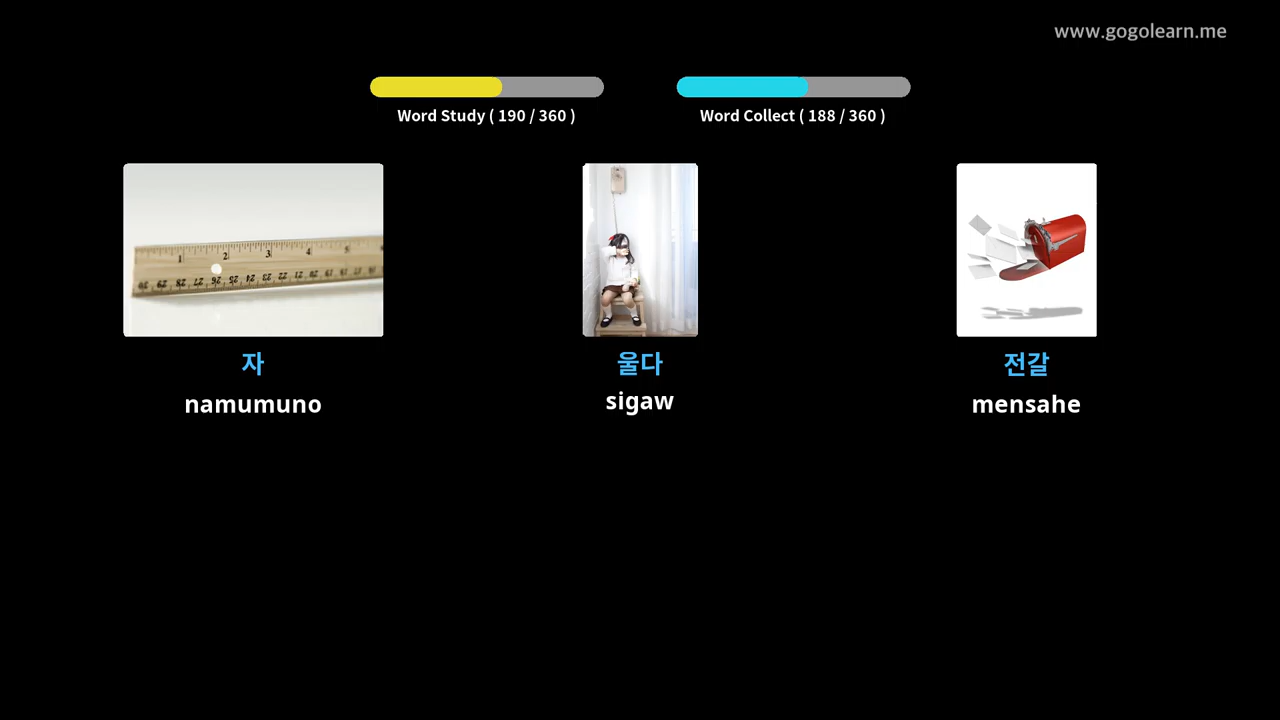 www.gogolearn.me
Word Study ( 190 / 360 )
Word Collect ( 188 / 360 )
자
울다
전갈
namumuno
sigaw
mensahe